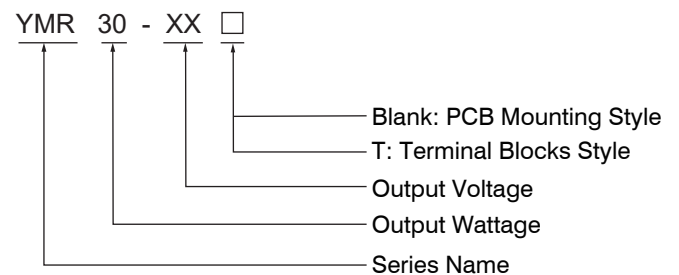 YMR 30 - XX □
Blank: PCB Mounting Style
T: Terminal Blocks Style
Output Voltage
Output Wattage
Series Name